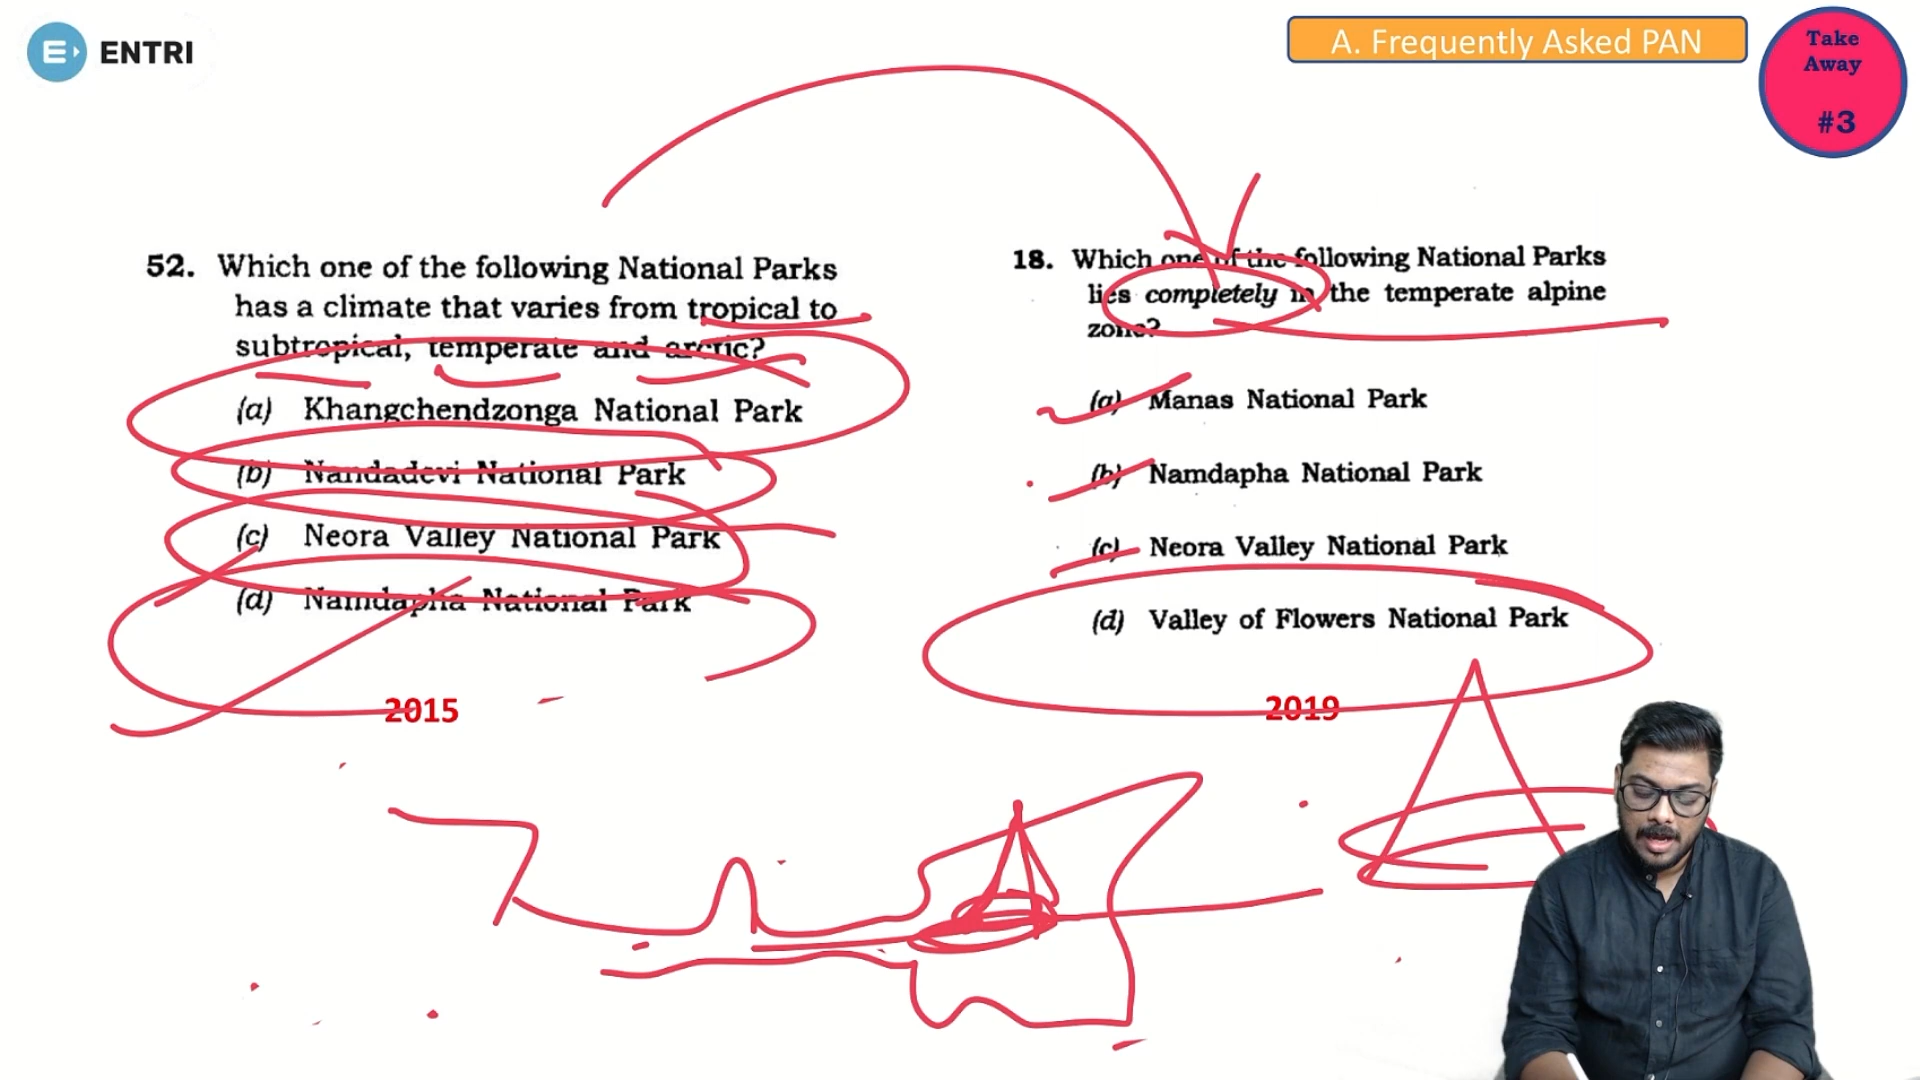 ENTRI
A. Frequently Asked PAN
Take
Away
#3
52. Which one of the following National Parks
has a climate that varies from tropical to
subtropical, temperate and arctic?
(a) Khangchendzonga National Park
(b) Nandadevi National Park
(c) Neora Valley National Park
(d) Namdapha National Park
2015
18. Which one of the following National Parks
lies completely in the temperate alpine
zone?
(a) Manas National Park
(b) Namdapha National Park
(c) Neora Valley National Park
(d) Valley of Flowers National Park
2019